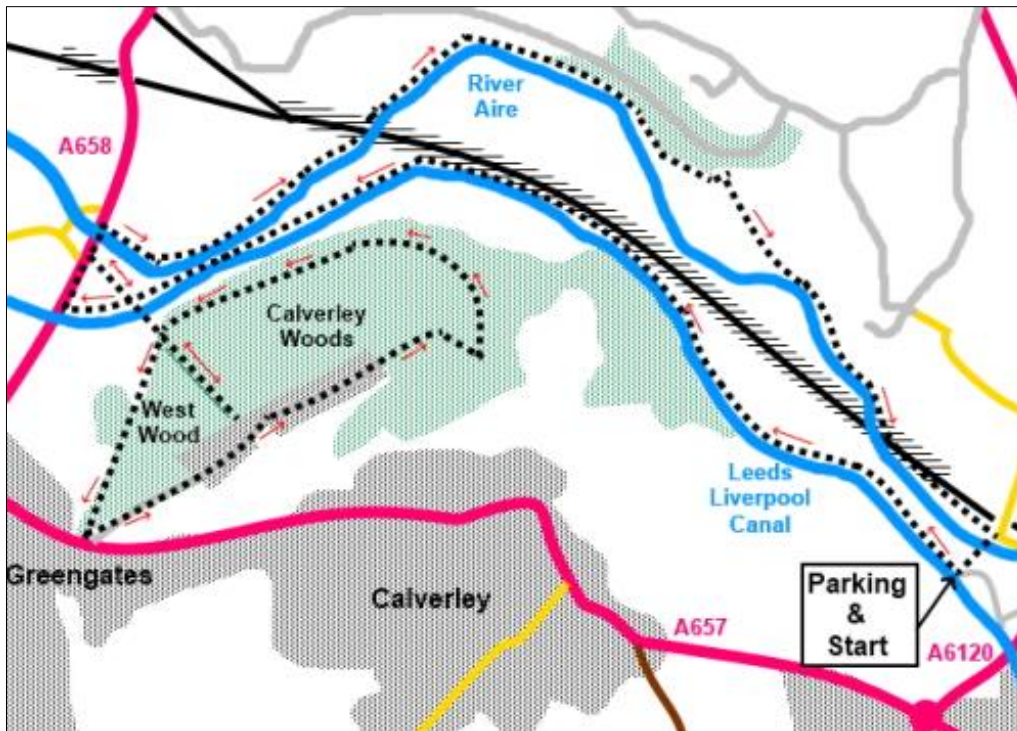 River
Aire
A658
Calverley
Woods
West
Wood
Leeds
Liverpool
Canal
Greengates
Calverley
Parking
&
Start
A657
A6120